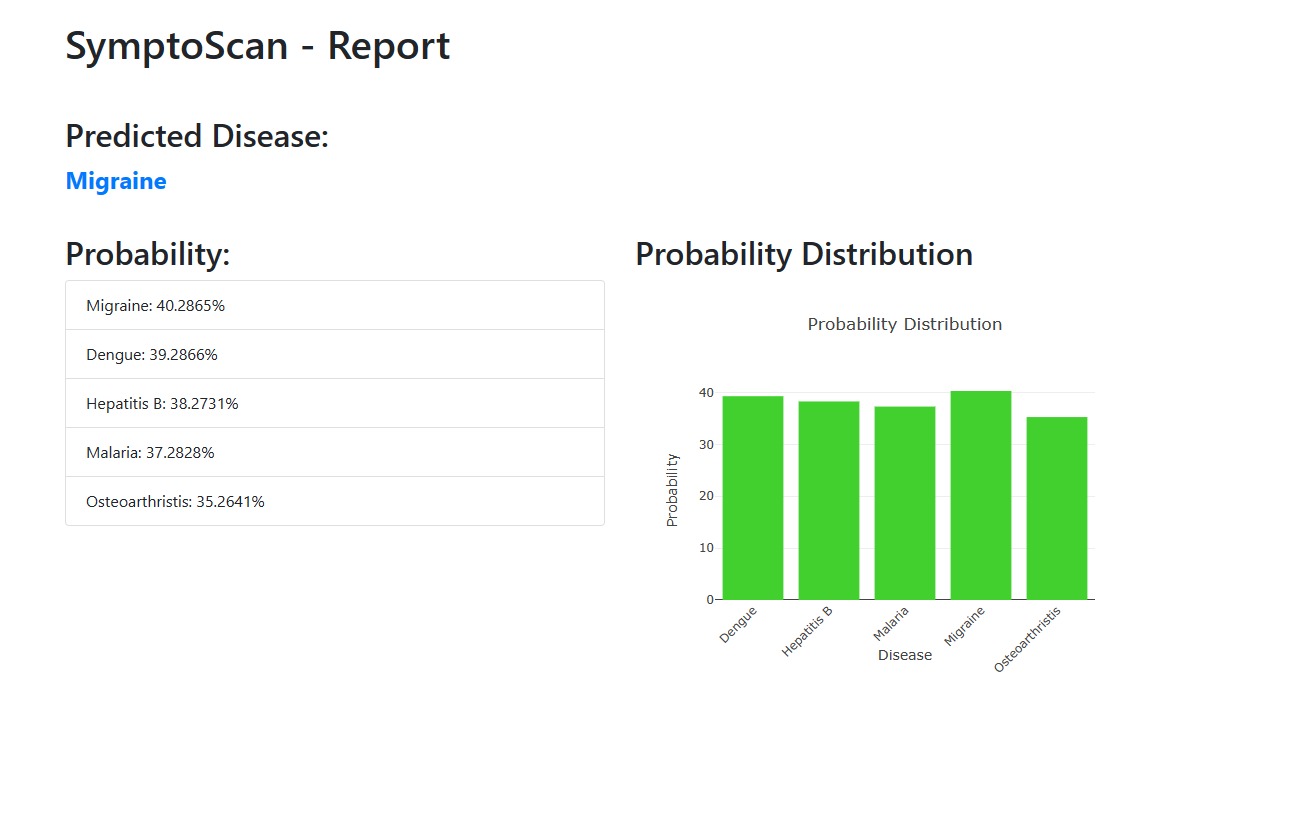 SymptoScan - Report
Predicted Disease:
Migraine
Probability:
Migraine: 40.2865%
Dengue: 39.2866%
Hepatitis B: 38.2731%
Malaria: 37.2828%
Osteoarthristis: 35.2641%
Probability Distribution
Probability Distribution
40
30
20
10
0
Probability
Dengue
Hepatitis B
Malaria
Migraine
Osteoarthristis
Disease